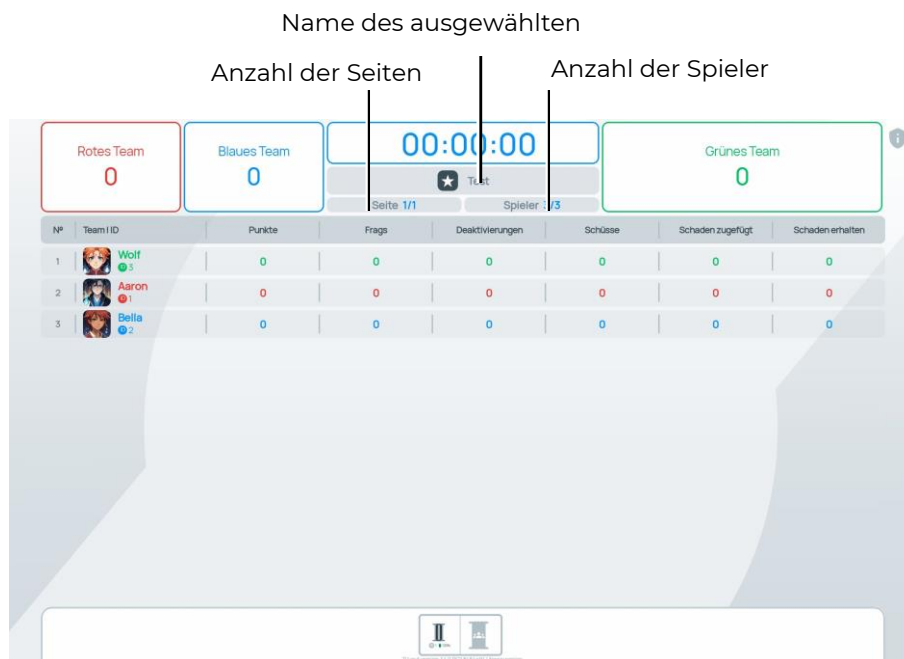 Name des ausgewählten
Anzahl der Seiten
Anzahl der Spieler
Rotes Team
0
Blaues Team
0
00:00:00
Test
Seite 1/1
Spieler 3/3
Grünes Team
0
Nº Team I ID Punkte Frags Deaktivierungen Schüsse Schaden zugefügt Schaden erhalten
1 Wolf 0 0 0 0 0 0
3
2 Aaron 0 0 0 0 0 0
1
3 Bella 0 0 0 0 0 0
2